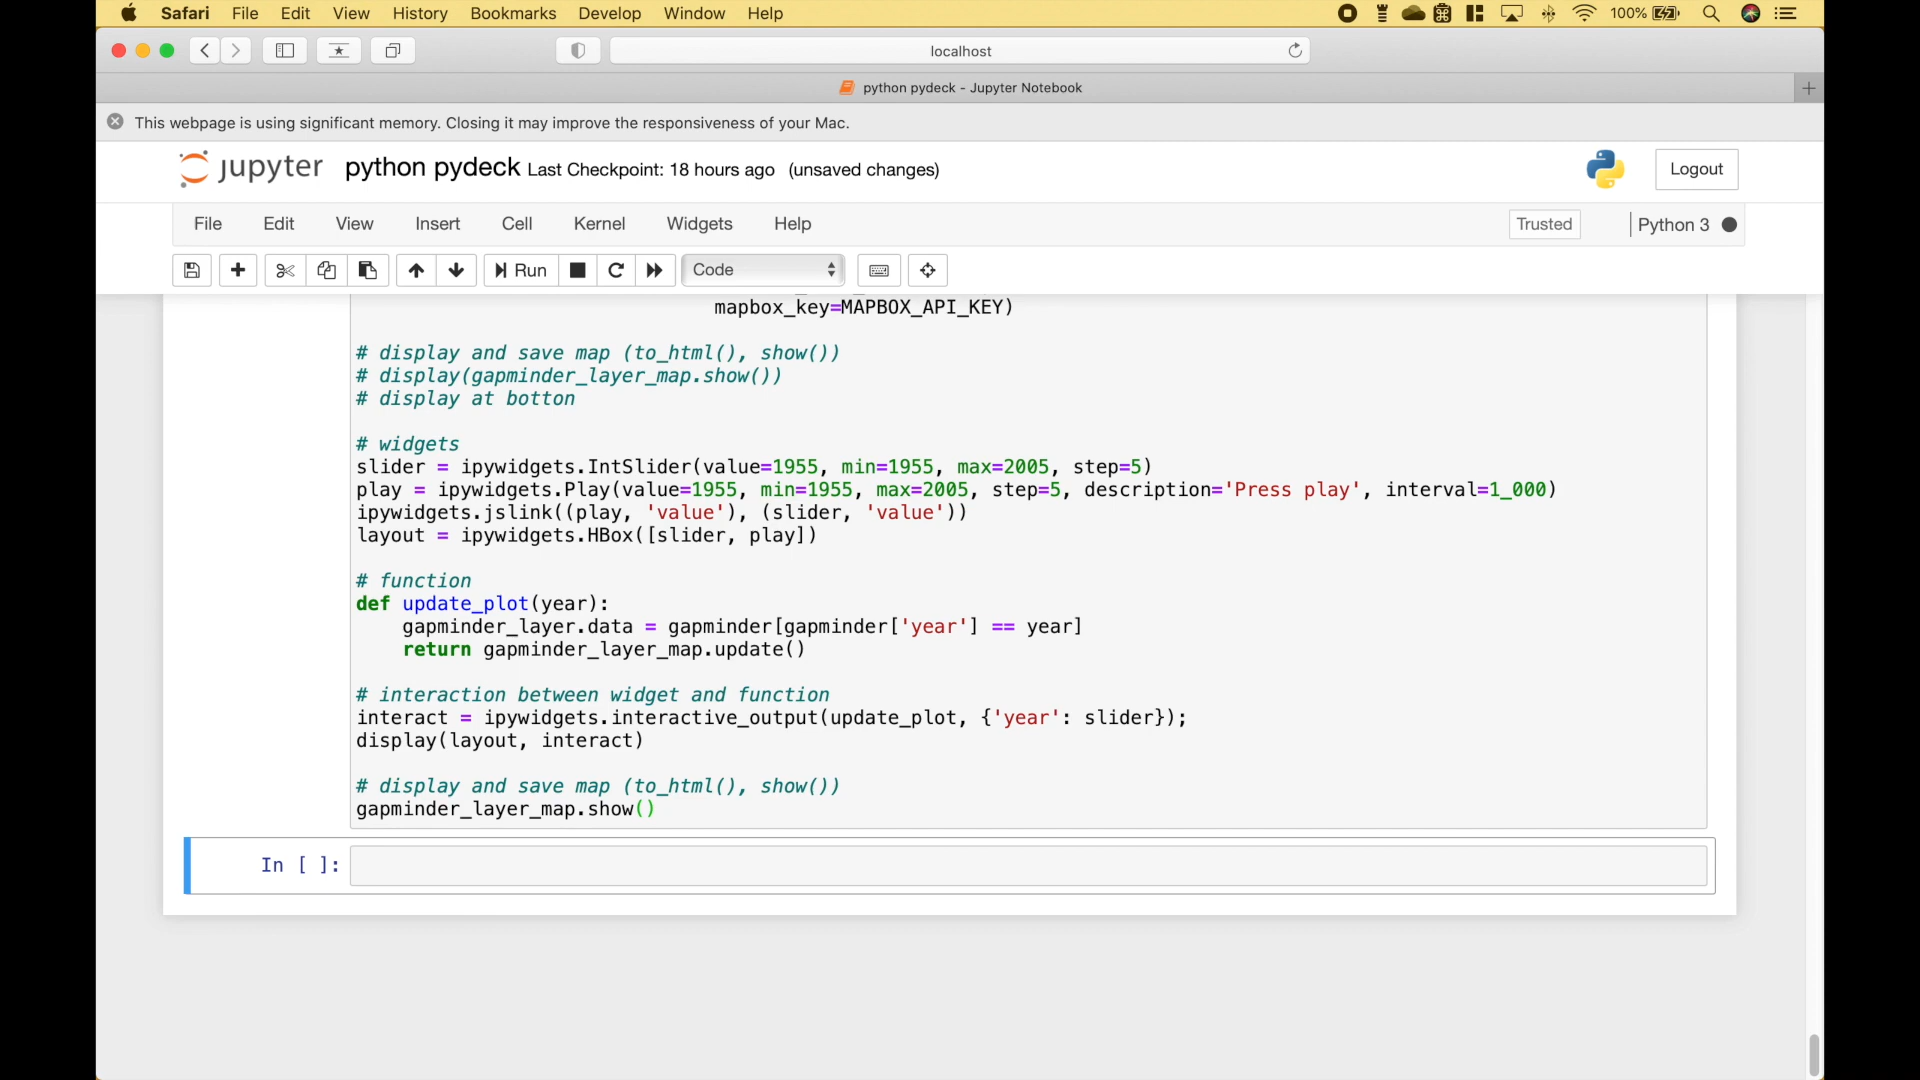 Safari File Edit View History Bookmarks Develop Window Help 100%
localhost
python pydeck - Jupyter Notebook
This webpage is using significant memory. Closing it may improve the responsiveness of your Mac.
jupyter python pydeck Last Checkpoint: 18 hours ago (unsaved changes) Logout
File Edit View Insert Cell Kernel Widgets Help Trusted Python 3
Run Code
mapbox_key=MAPBOX_API_KEY)
# display and save map (to_html(), show())
# display(gapminder_layer_map.show())
# display at botton
# widgets
slider = ipywidgets.IntSlider(value=1955, min=1955, max=2005, step=5)
play = ipywidgets.Play(value=1955, min=1955, max=2005, step=5, description='Press play', interval=1_000)
ipywidgets.jslink((play, 'value'), (slider, 'value'))
layout = ipywidgets.HBox([slider, play])
# function
def update_plot(year):
gapminder_layer.data = gapminder[gapminder['year'] == year]
return gapminder_layer_map.update()
# interaction between widget and function
interact = ipywidgets.interactive_output(update_plot, {'year': slider});
display(layout, interact)
# display and save map (to_html(), show())
gapminder_layer_map.show()
In [ ]: